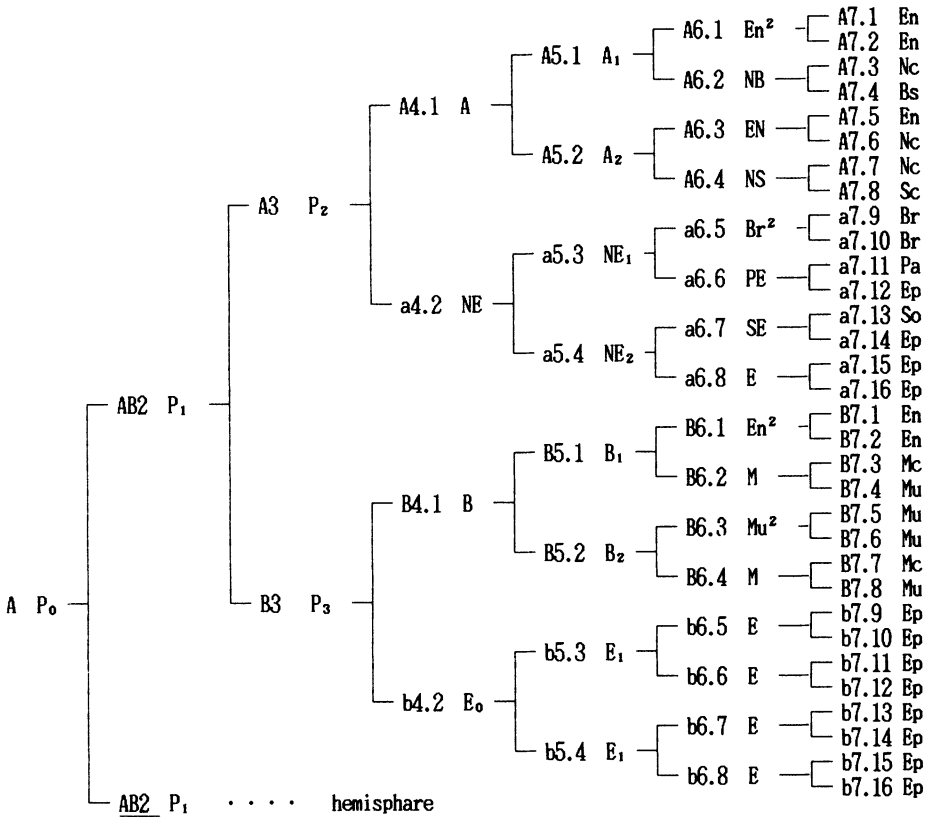 A7.1 En
A6.1 En²
A7.2 En
A5.1 A₁
A7.3 Nc
A6.2 NB
A7.4 Bs
A4.1 A
A7.5 En
A6.3 EN
A7.6 Nc
A5.2 A₂
A7.7 Nc
A6.4 NS
A7.8 Sc
A3 P₂
a7.9 Br
a6.5 Br²
a7.10 Br
a5.3 NE₁
a7.11 Pa
a6.6 PE
a7.12 Ep
a4.2 NE
a7.13 So
a6.7 SE
a7.14 Ep
a5.4 NE₂
a7.15 Ep
a6.8 E
a7.16 Ep
AB2 P₁
B7.1 En
B6.1 En²
B7.2 En
B5.1 B₁
B7.3 Mc
B6.2 M
B7.4 Mu
B4.1 B
B7.5 Mu
B6.3 Mu²
B7.6 Mu
B5.2 B₂
B7.7 Mc
B6.4 M
B7.8 Mu
A P₀
B3 P₃
b7.9 Ep
b6.5 E
b7.10 Ep
b5.3 E₁
b7.11 Ep
b6.6 E
b7.12 Ep
b4.2 E₀
b7.13 Ep
b6.7 E
b7.14 Ep
b5.4 E₁
b7.15 Ep
b6.8 E
b7.16 Ep
AB2 P₁ · · · · hemisphare